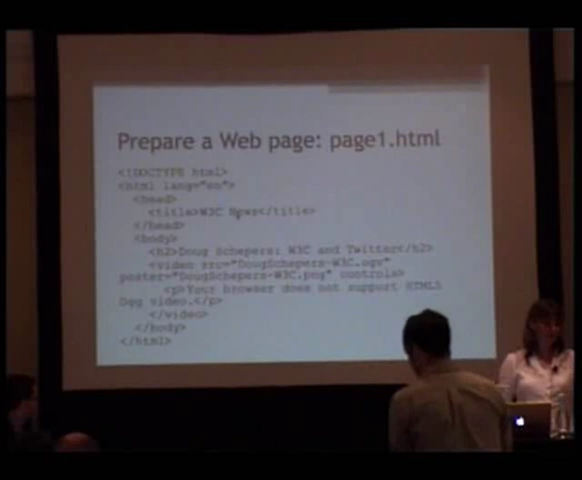 Prepare a Web page: page1.html
<!DOCTYPE html>
<html lang="en">
<head>
<title>W3C </title>
</head>
<body>
<h2>Doug Schepers: W3C and Twitter</h2>
<video src="DougSchepers-W3C.ogv"
poster="DougSchepers-W3C.png" controls>
<p>Your browser does not support HTML5
Ogg video.</p>
</video>
</body>
</html>